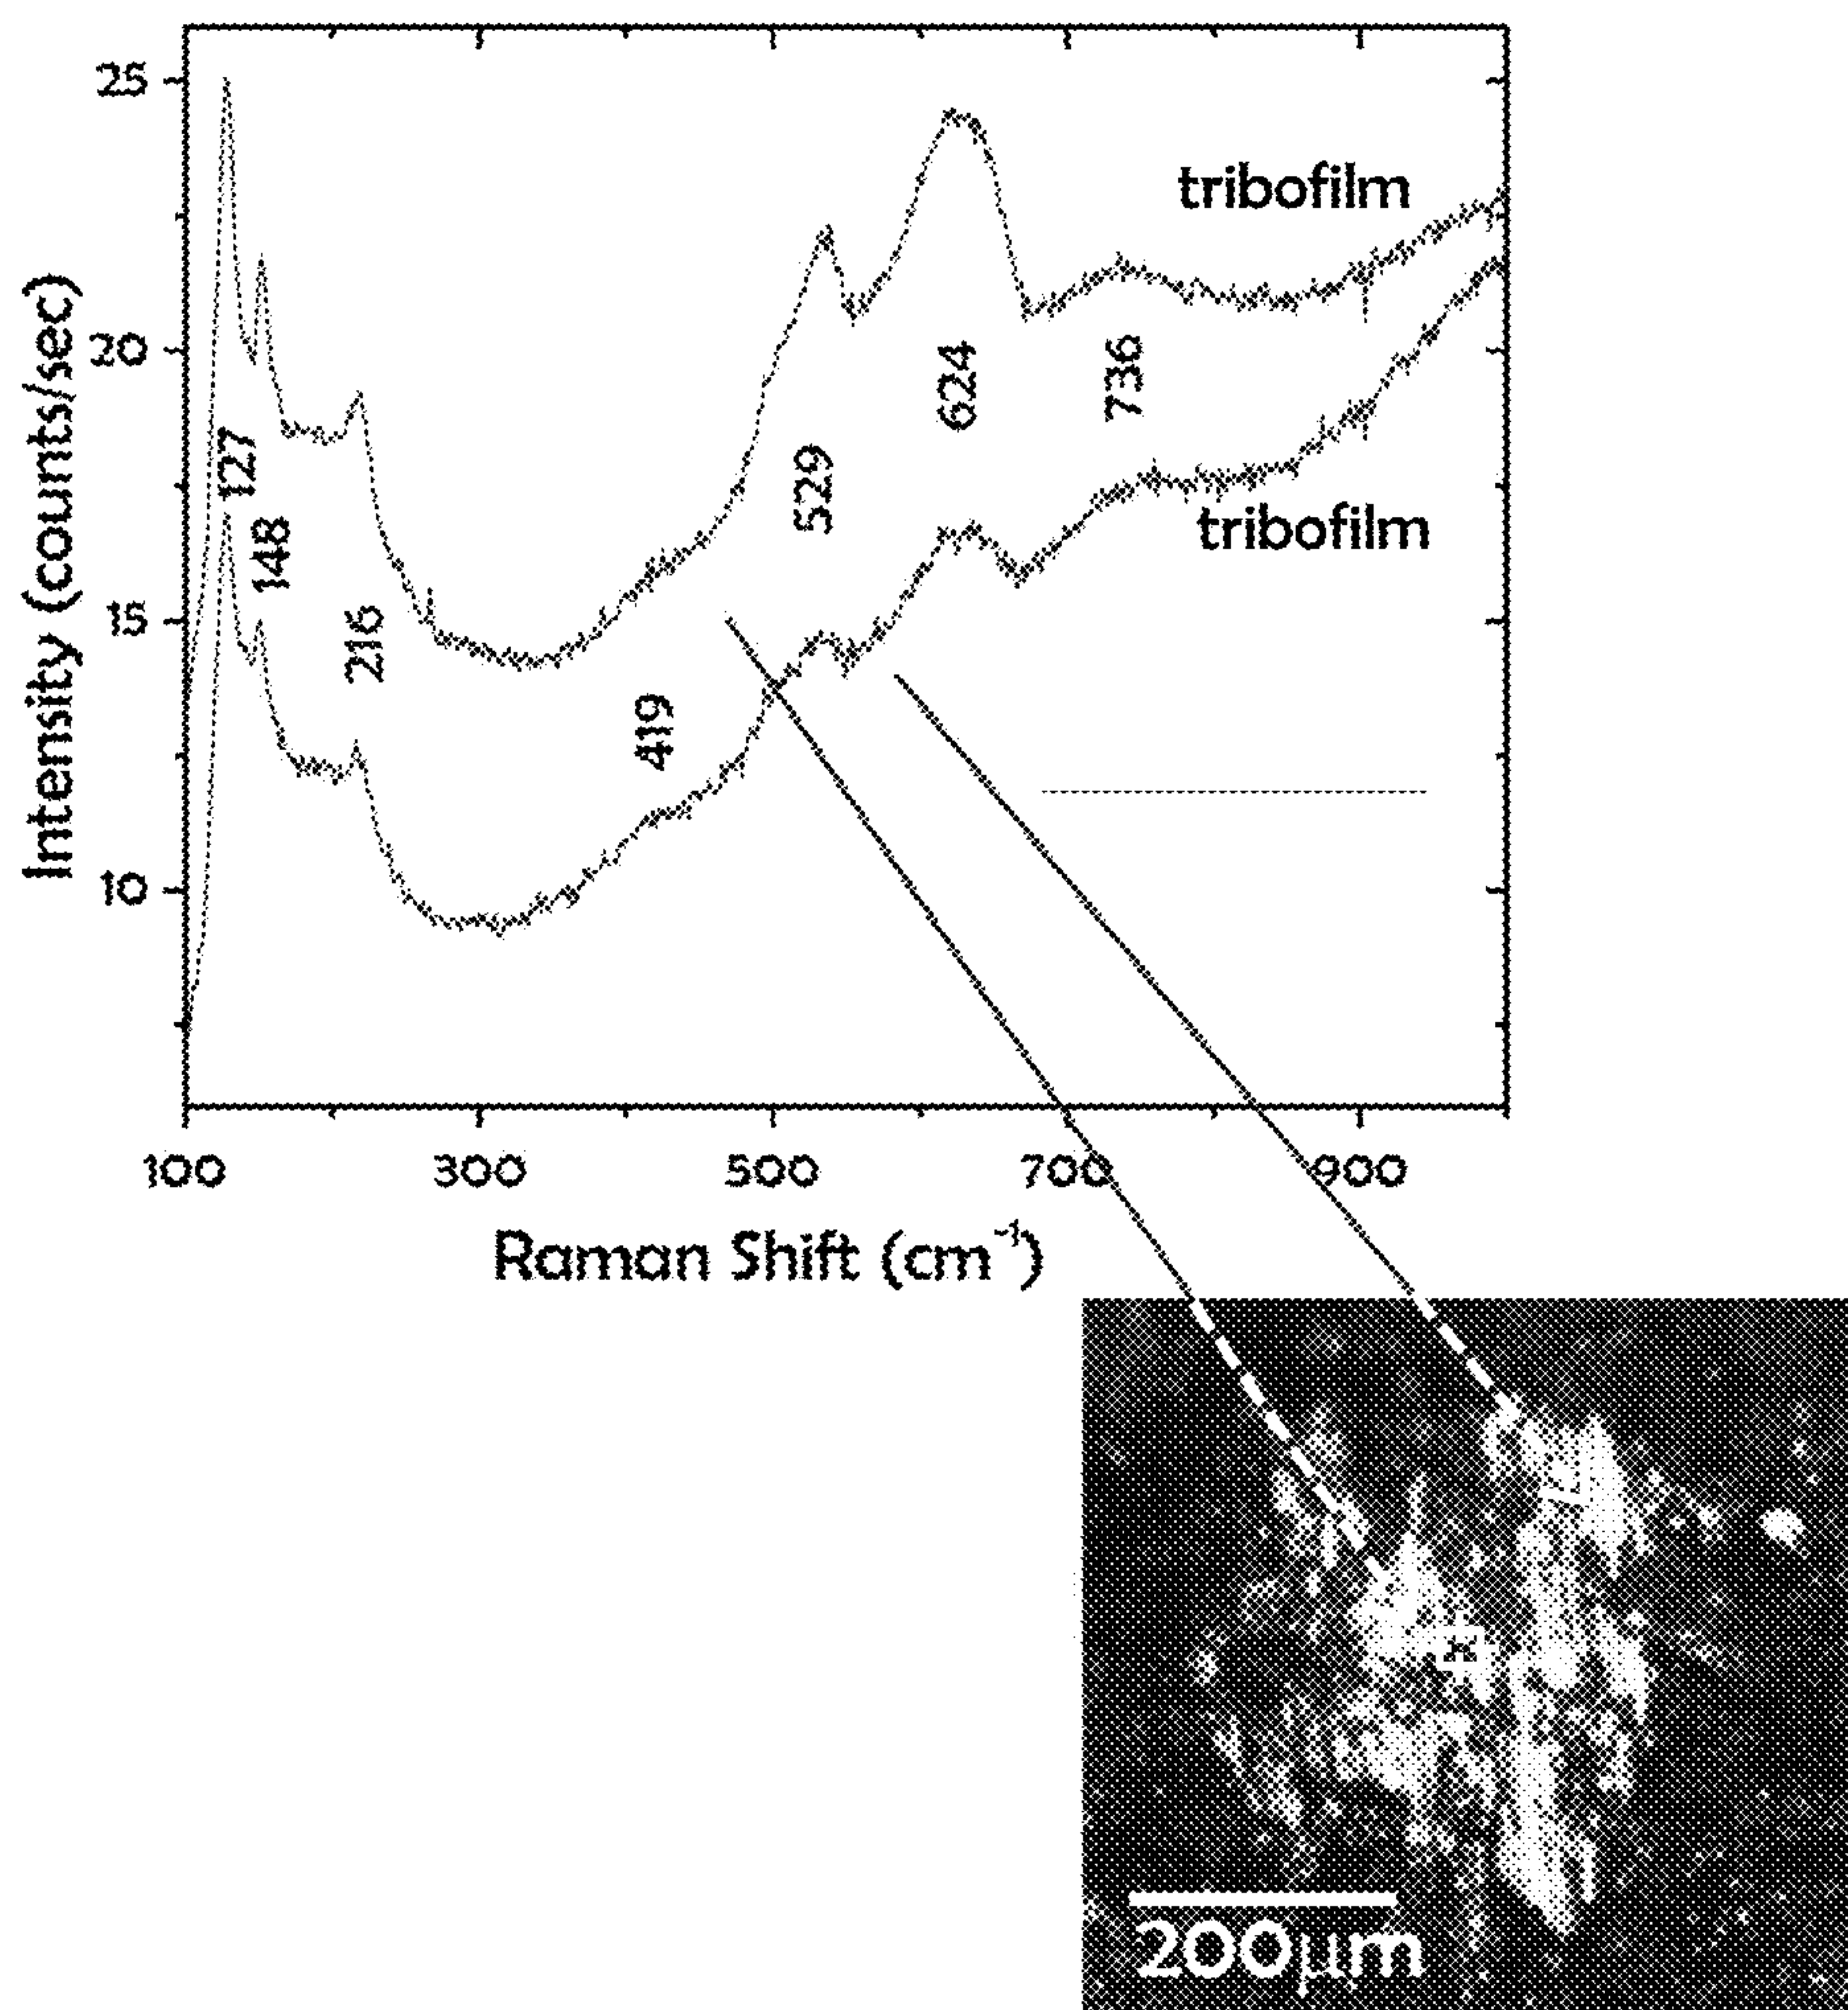 Intensity (counts/sec)
25
20
15
10
tribofilm
tribofilm
127
148
216
419
529
624
736
100 300 500 700 900
Raman Shift (cm⁻¹)
200μm